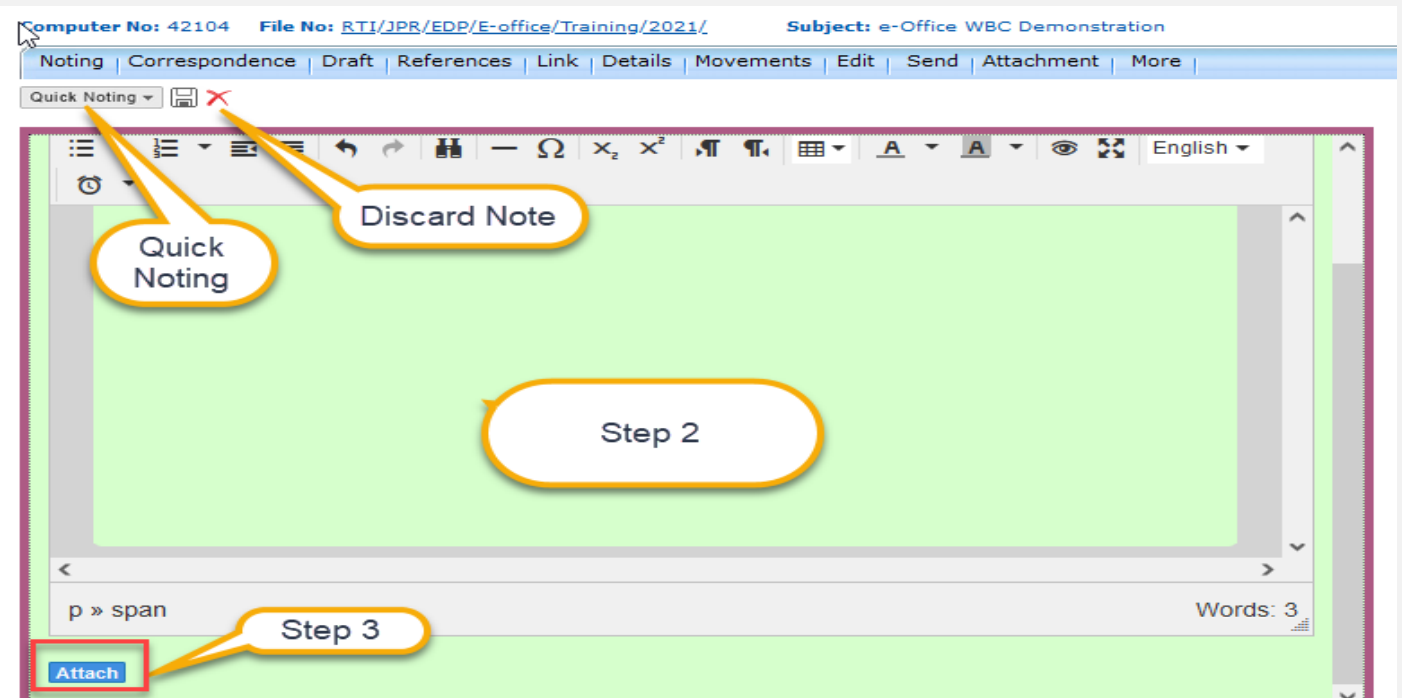 Computer No: 42104 File No: RTI/JPR/EDP/E-office/Training/2021/ Subject: e-Office WBC Demonstration
Noting | Correspondence | Draft | References | Link | Details | Movements | Edit | Send | Attachment | More |
Quick Noting
English
Discard Note
Quick
Noting
Step 2
p » span Words: 3
Step 3
Attach